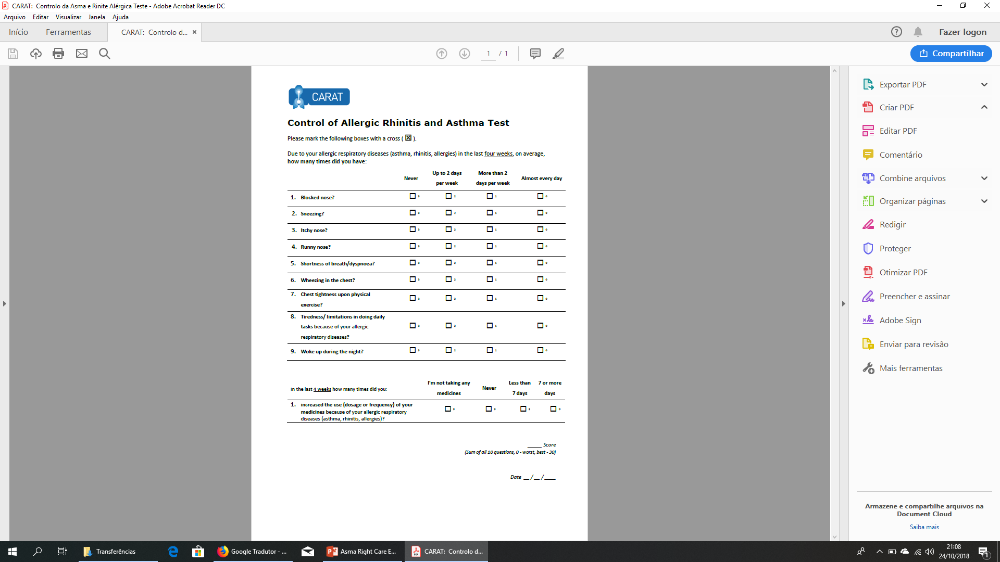 CARAT:  Controlo da Asma e Rinite Alérgica Teste - Adobe Acrobat Reader DC
Arquivo Editar Visualizar Janela Ajuda
Início Ferramentas CARAT:  Controlo d... ×
Fazer logon
1 / 1
Compartilhar
CARAT
Control of Allergic Rhinitis and Asthma Test
Please mark the following boxes with a cross ( ☒ ).
Due to your allergic respiratory diseases (asthma, rhinitis, allergies) in the last four weeks, on average,
how many times did you have:
Never Up to 2 days per week More than 2 days per week Almost every day
1. Blocked nose? ☐ 3 ☐ 2 ☐ 1 ☐ 0
2. Sneezing? ☐ 3 ☐ 2 ☐ 1 ☐ 0
3. Itchy nose? ☐ 3 ☐ 2 ☐ 1 ☐ 0
4. Runny nose? ☐ 3 ☐ 2 ☐ 1 ☐ 0
5. Shortness of breath/dyspnoea? ☐ 3 ☐ 2 ☐ 1 ☐ 0
6. Wheezing in the chest? ☐ 3 ☐ 2 ☐ 1 ☐ 0
7. Chest tightness upon physical
exercise? ☐ 3 ☐ 2 ☐ 1 ☐ 0
8. Tiredness/ limitations in doing daily
tasks because of your allergic ☐ 3 ☐ 2 ☐ 1 ☐ 0
respiratory diseases?
9. Woke up during the night? ☐ 3 ☐ 2 ☐ 1 ☐ 0
In the last 4 weeks how many times did you: I'm not taking any medicines Never Less than 7 days 7 or more days
1. increased the use (dosage or frequency) of your
medicines because of your allergic respiratory ☐ 3 ☐ 3 ☐ 2 ☐ 0
diseases (asthma, rhinitis, allergies)?
_____ Score
(Sum of all 10 questions, 0 - worst, best - 30)
Date __ /__ /____
Exportar PDF
Criar PDF
Editar PDF
Comentário
Combine arquivos
Organizar páginas
Redigir
Proteger
Otimizar PDF
Preencher e assinar
Adobe Sign
Enviar para revisão
Mais ferramentas
Armazene e compartilhe arquivos na
Document Cloud
Saiba mais
Transferências
Google Tradutor - ...
Asma Right Care E...
CARAT:  Controlo d...
21:08
24/10/2018
1